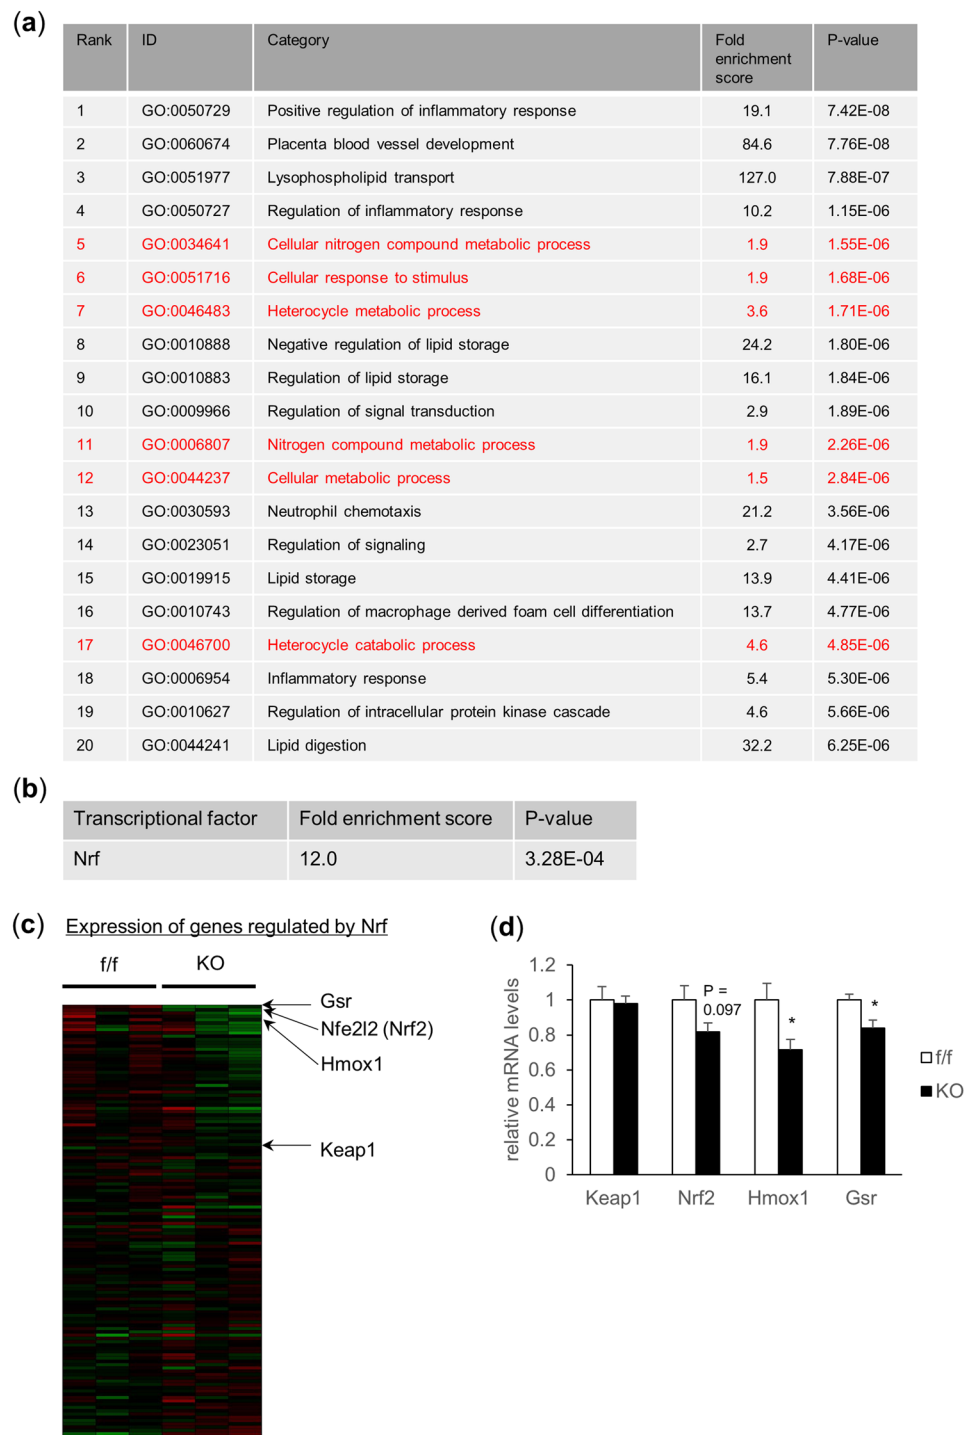 (a)
Rank ID Category Fold enrichment score P-value
1 GO:0050729 Positive regulation of inflammatory response 19.1 7.42E-08
2 GO:0060674 Placenta blood vessel development 84.6 7.76E-08
3 GO:0051977 Lysophospholipid transport 127.0 7.88E-07
4 GO:0050727 Regulation of inflammatory response 10.2 1.15E-06
5 GO:0034641 Cellular nitrogen compound metabolic process 1.9 1.55E-06
6 GO:0051716 Cellular response to stimulus 1.9 1.68E-06
7 GO:0046483 Heterocycle metabolic process 3.6 1.71E-06
8 GO:0010888 Negative regulation of lipid storage 24.2 1.80E-06
9 GO:0010883 Regulation of lipid storage 16.1 1.84E-06
10 GO:0009966 Regulation of signal transduction 2.9 1.89E-06
11 GO:0006807 Nitrogen compound metabolic process 1.9 2.26E-06
12 GO:0044237 Cellular metabolic process 1.5 2.84E-06
13 GO:0030593 Neutrophil chemotaxis 21.2 3.56E-06
14 GO:0023051 Regulation of signaling 2.7 4.17E-06
15 GO:0019915 Lipid storage 13.9 4.41E-06
16 GO:0010743 Regulation of macrophage derived foam cell differentiation 13.7 4.77E-06
17 GO:0046700 Heterocycle catabolic process 4.6 4.85E-06
18 GO:0006954 Inflammatory response 5.4 5.30E-06
19 GO:0010627 Regulation of intracellular protein kinase cascade 4.6 5.66E-06
20 GO:0044241 Lipid digestion 32.2 6.25E-06
(b)
Transcriptional factor Fold enrichment score P-value
Nrf 12.0 3.28E-04
(c) Expression of genes regulated by Nrf
f/f KO
Gsr
Nfe2l2 (Nrf2)
Hmox1
Keap1
(d)
relative mRNA levels
1.2
1
0.8
0.6
0.4
0.2
0
P =
0.097
*
*
f/f
KO
Keap1 Nrf2 Hmox1 Gsr